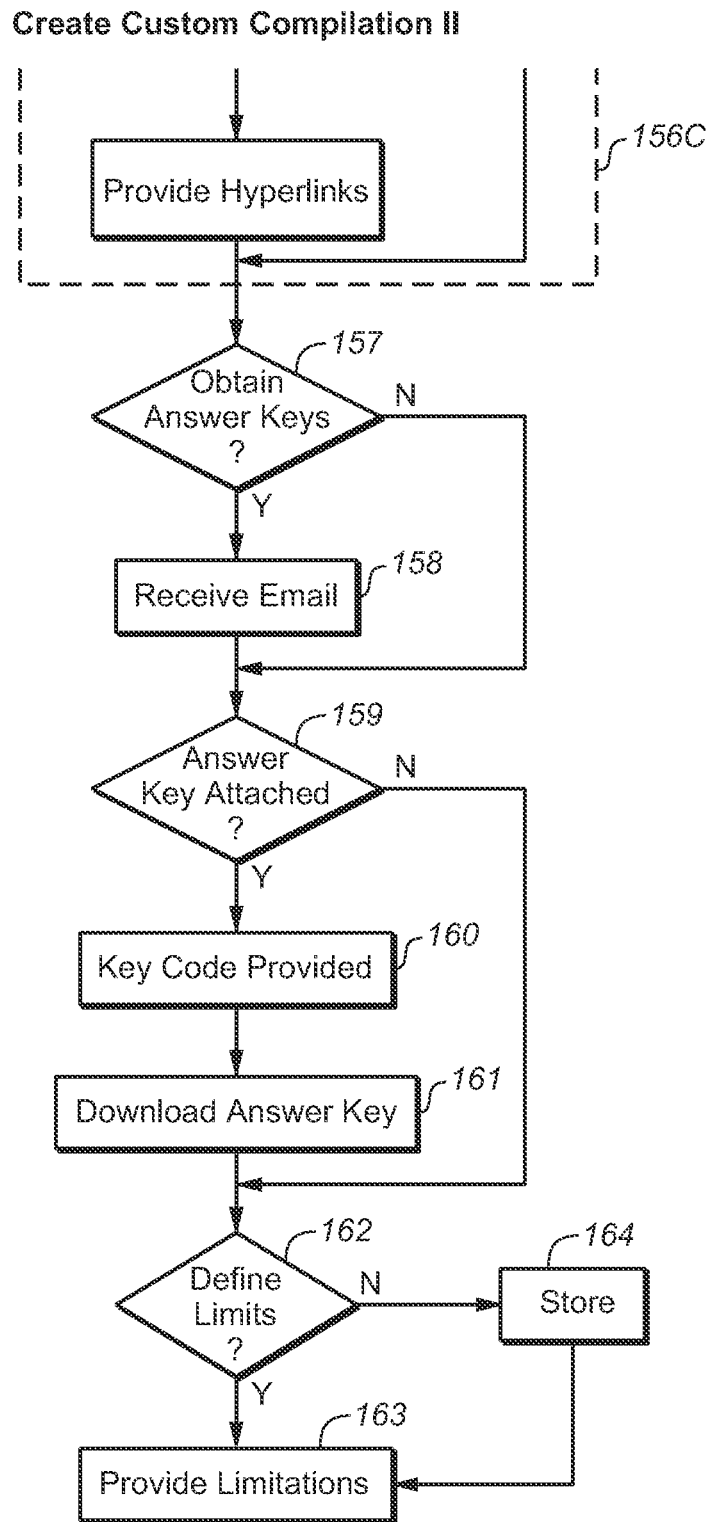 Create Custom Compilation II
156C
Provide Hyperlinks
157
Obtain
Answer Keys
?
N
Y
158
Receive Email
159
Answer
Key Attached
?
N
Y
160
Key Code Provided
161
Download Answer Key
162
Define
Limits
?
N
Y
164
Store
163
Provide Limitations